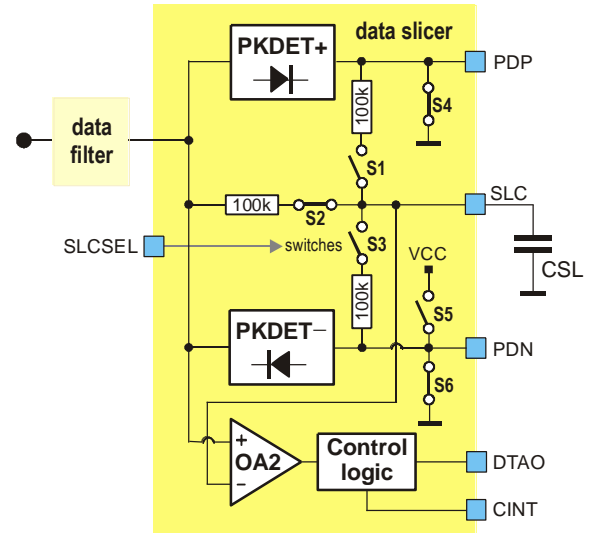 data slicer
PKDET+
PDP
100k
S4
data
filter
S1
SLC
100k
S2
SLCSEL
switches
S3
VCC
CSL
100k
S5
PKDET−
PDN
S6
+
OA2
−
Control
logic
DTAO
CINT